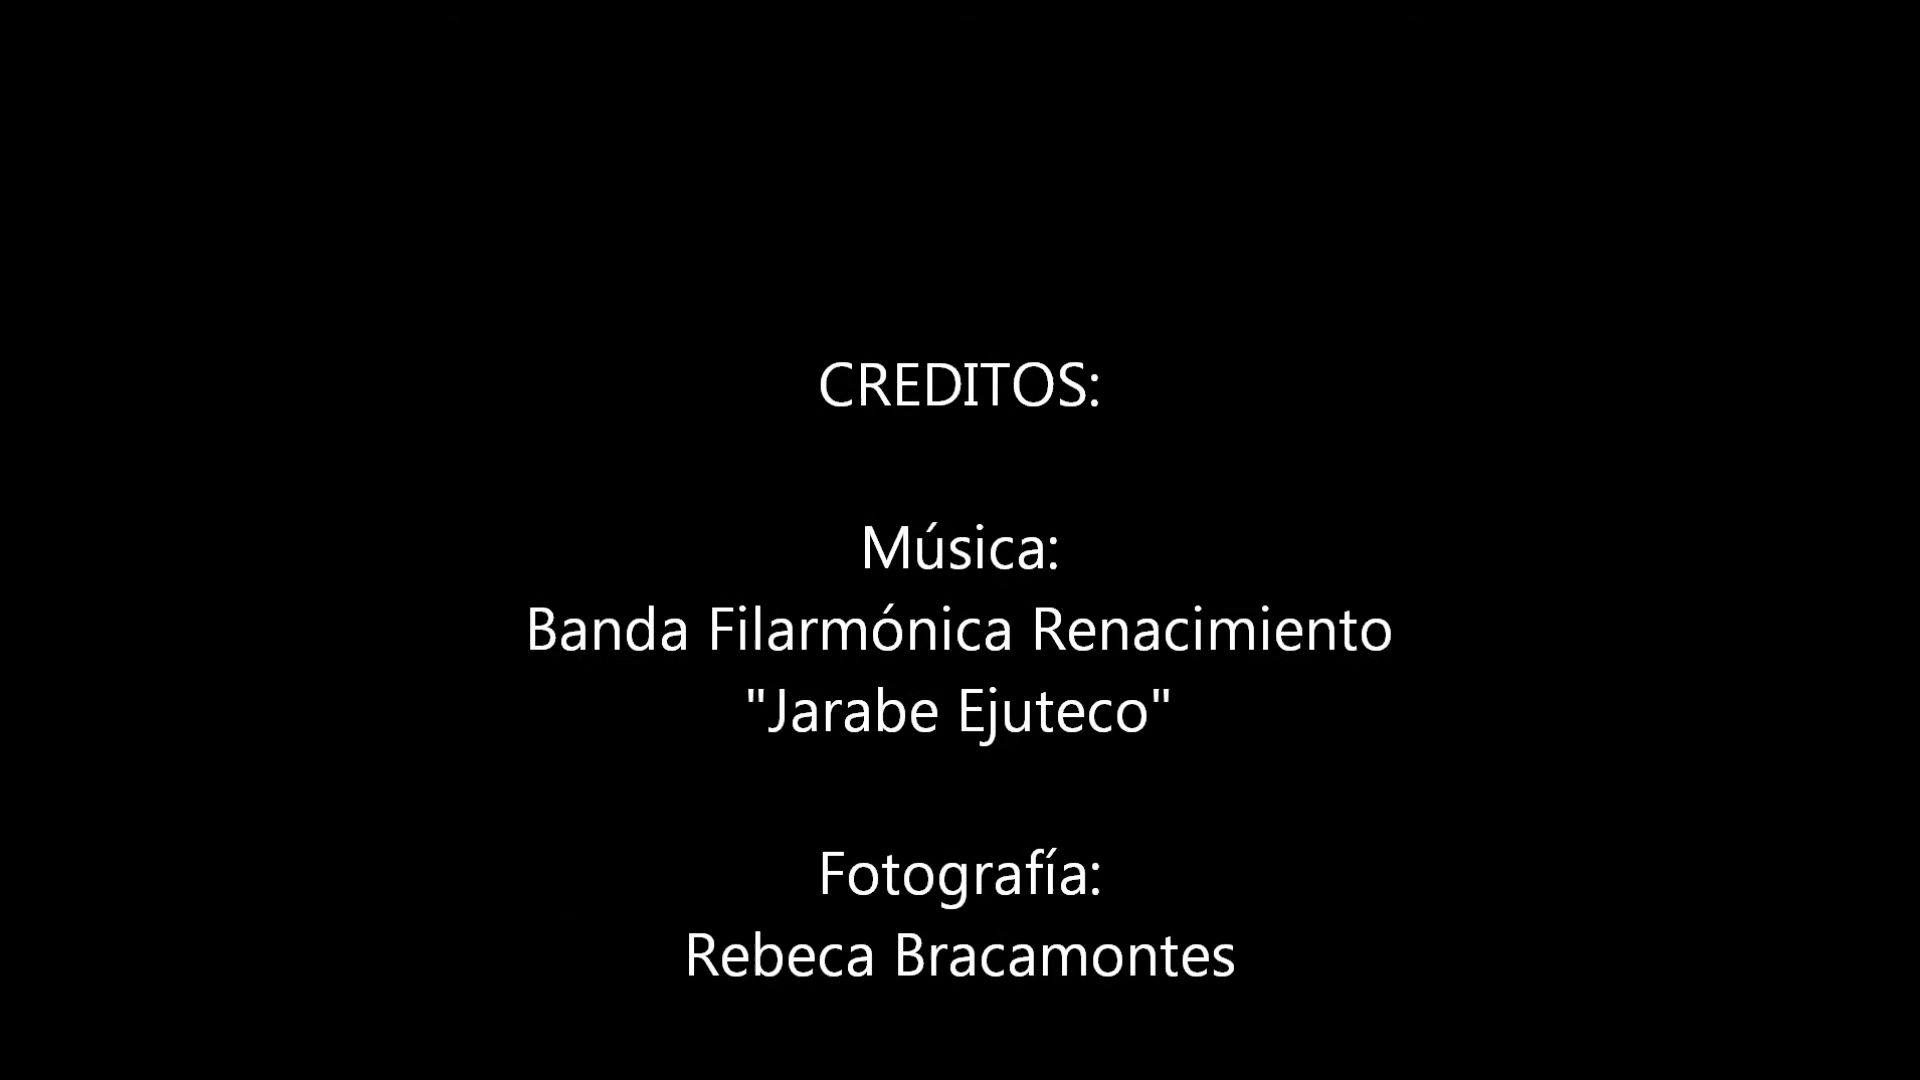 CREDITOS:
Música:
Banda Filarmónica Renacimiento
"Jarabe Ejuteco"
Fotografía:
Rebeca Bracamontes